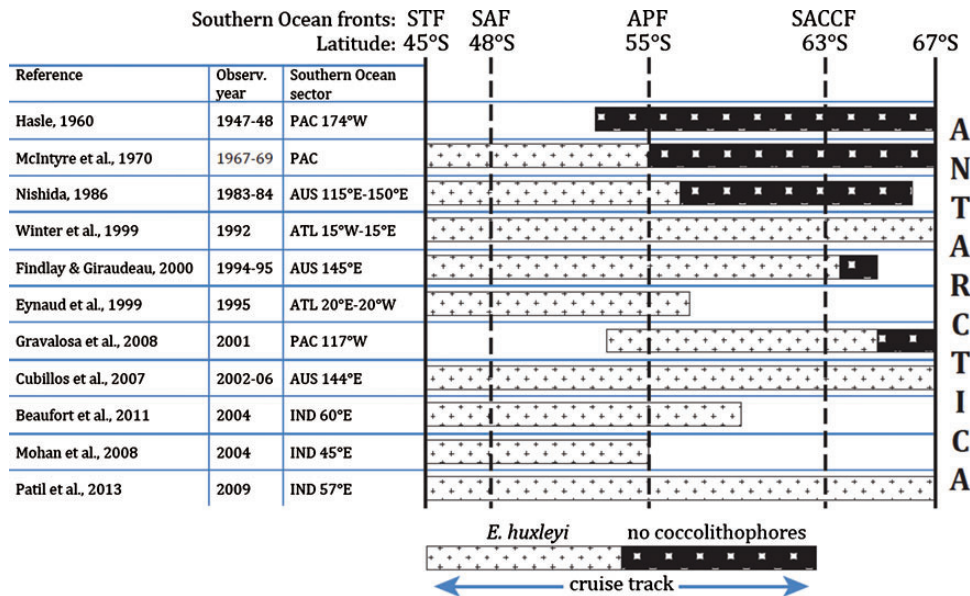 Southern Ocean fronts: STF SAF APF SACCF
Latitude: 45°S 48°S 55°S 63°S 67°S
Reference Observ. year Southern Ocean sector
Hasle, 1960 1947-48 PAC 174°W
McIntyre et al., 1970 1967-69 PAC
Nishida, 1986 1983-84 AUS 115°E-150°E
Winter et al., 1999 1992 ATL 15°W-15°E
Findlay & Giraudeau, 2000 1994-95 AUS 145°E
Eynaud et al., 1999 1995 ATL 20°E-20°W
Gravalosa et al., 2008 2001 PAC 117°W
Cubillos et al., 2007 2002-06 AUS 144°E
Beaufort et al., 2011 2004 IND 60°E
Mohan et al., 2008 2004 IND 45°E
Patil et al., 2013 2009 IND 57°E
ANTARCTICA
E. huxleyi no coccolithophores
cruise track